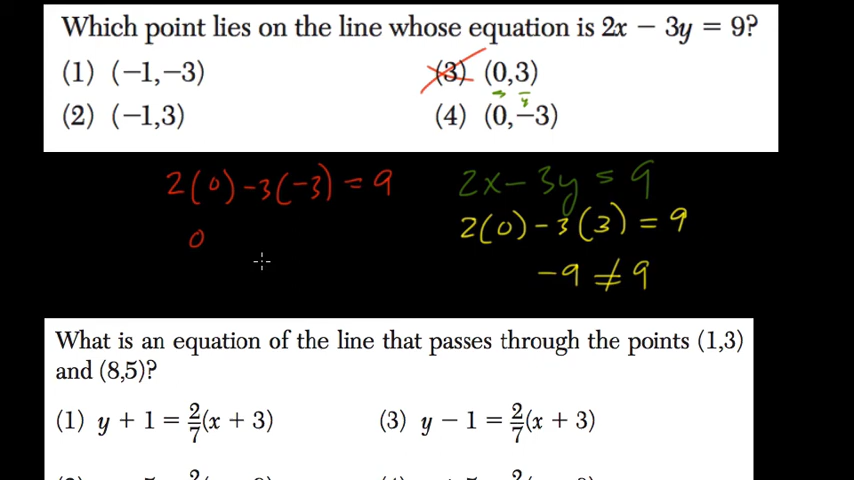 Which point lies on the line whose equation is 2x − 3y = 9?
(1) (−1,−3) (3) (0,3)
(2) (−1,3) (4) (0,−3)
2(0)-3(-3) = 9 2x-3y = 9
0 2(0)-3(3) = 9
-9 ≠ 9
What is an equation of the line that passes through the points (1,3)
and (8,5)?
(1) y + 1 = 2/7(x + 3) (3) y − 1 = 2/7(x + 3)